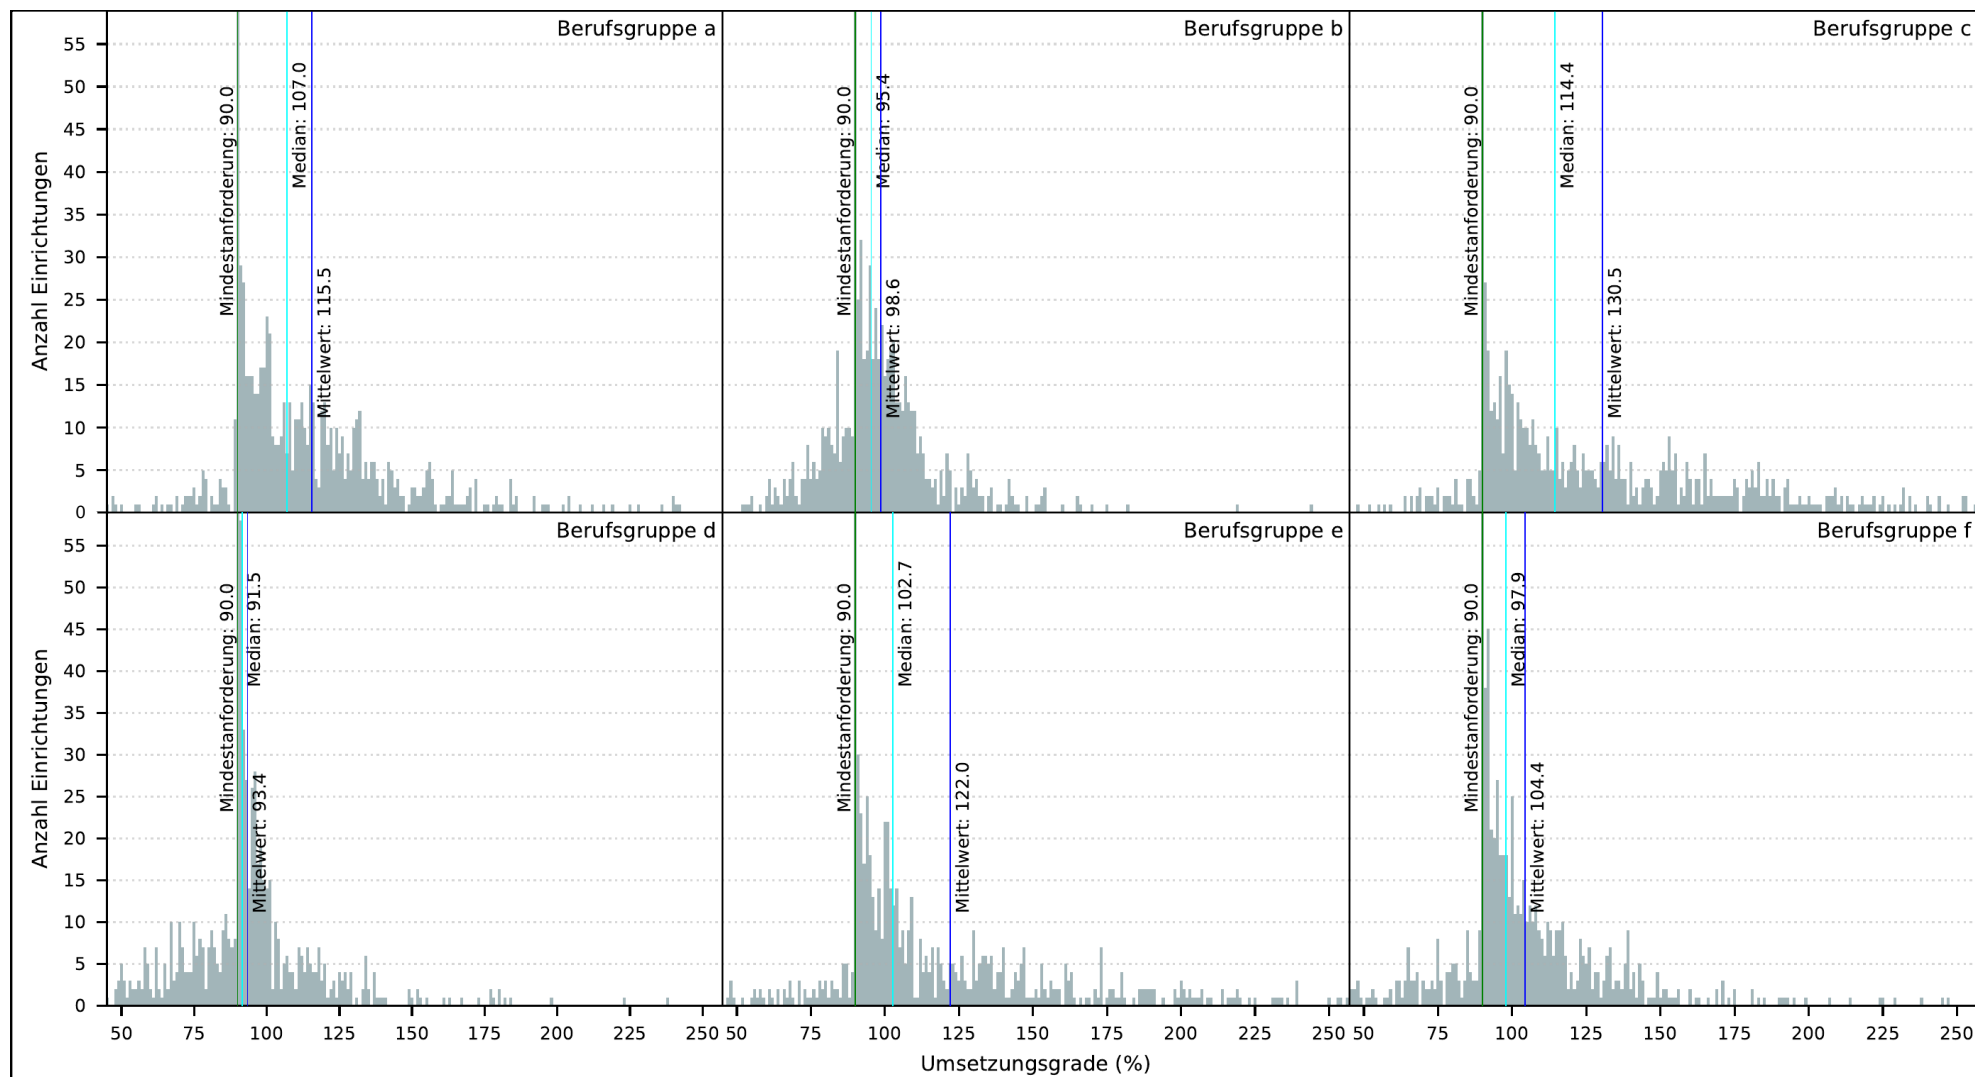 Berufsgruppe a
Berufsgruppe b
Berufsgruppe c
Anzahl Einrichtungen
55
50
45
40
35
30
25
20
15
10
5
0
Mindestanforderung: 90.0
Median: 107.0
Mittelwert: 115.5
Mindestanforderung: 90.0
Median: 95.4
Mittelwert: 98.6
Mindestanforderung: 90.0
Median: 114.4
Mittelwert: 130.5
Berufsgruppe d
Berufsgruppe e
Berufsgruppe f
Anzahl Einrichtungen
55
50
45
40
35
30
25
20
15
10
5
0
Mindestanforderung: 90.0
Median: 91.5
Mittelwert: 93.4
Mindestanforderung: 90.0
Median: 102.7
Mittelwert: 122.0
Mindestanforderung: 90.0
Median: 97.9
Mittelwert: 104.4
50 75 100 125 150 175 200 225 250 50 75 100 125 150 175 200 225 250 50 75 100 125 150 175 200 225 250
Umsetzungsgrade (%)